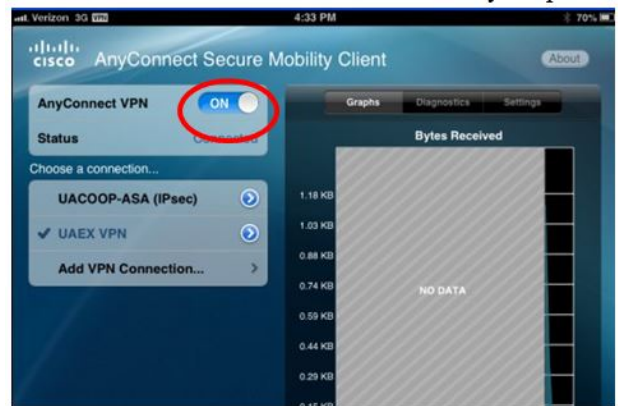 Verizon 3G VPN 4:33 PM 70%
CISCO AnyConnect Secure Mobility Client About
AnyConnect VPN ON
Status Connected
Choose a connection...
UACOOP-ASA (IPsec)
UAEX VPN
Add VPN Connection...
Graphs Diagnostics Settings
Bytes Received
1.18 KB
1.03 KB
0.88 KB
0.74 KB
NO DATA
0.59 KB
0.44 KB
0.29 KB